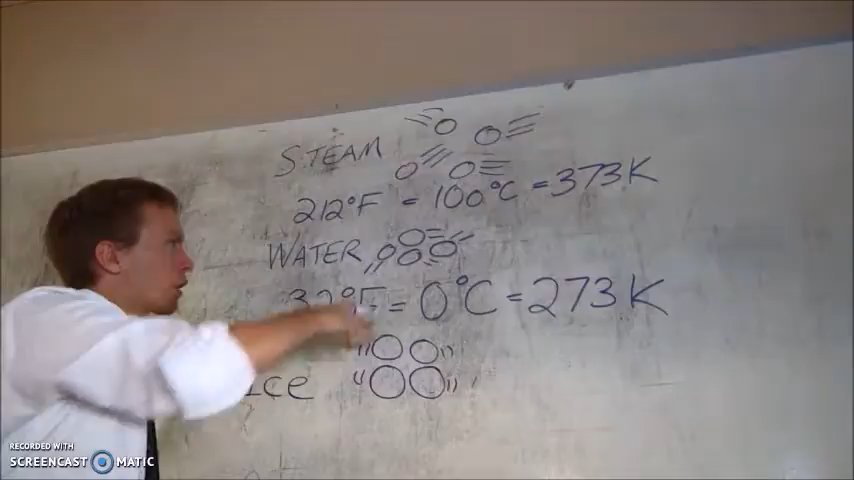 STEAM
212°F = 100°C = 373K
WATER
32°F = 0°C = 273K
ice
RECORDED WITH
SCREENCAST MATIC